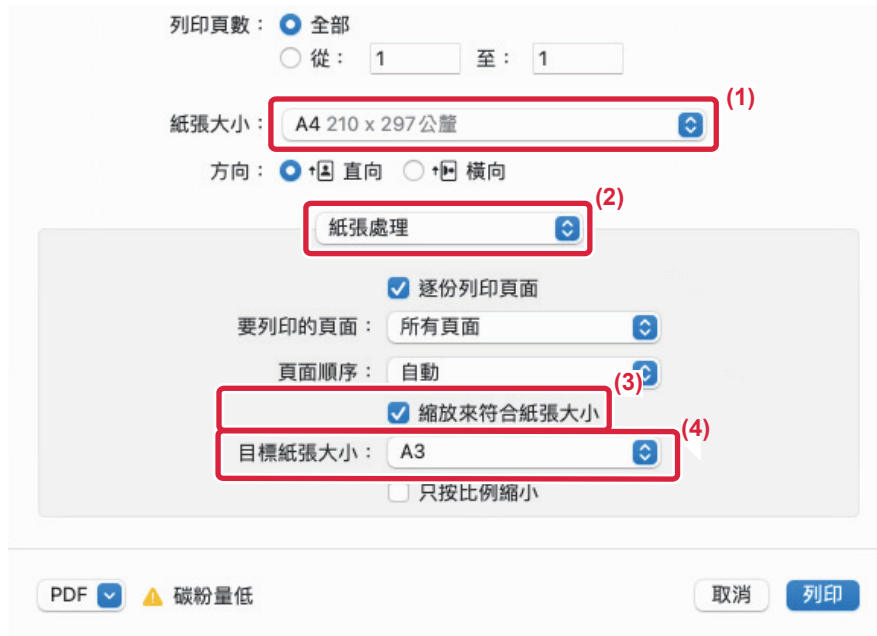 列印頁數： 全部
從： 1 至： 1
(1)
紙張大小： A4 210 x 297公釐
方向： 直向 橫向
(2)
紙張處理
逐份列印頁面
要列印的頁面： 所有頁面
頁面順序： 自動
(3)
縮放來符合紙張大小
(4)
目標紙張大小： A3
只按比例縮小
PDF 碳粉量低 取消 列印